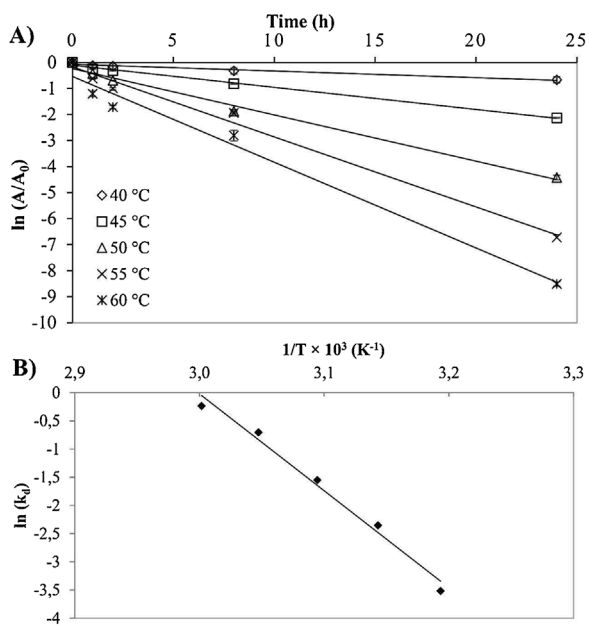 Time (h)
A)
0 5 10 15 20 25
0
-1
-2
-3
-4
-5
-6
-7
-8
-9
-10
ln (A/A₀)
40 °C
45 °C
50 °C
55 °C
60 °C
1/T × 10³ (K⁻¹)
B)
2,9 3,0 3,1 3,2 3,3
0
-0,5
-1
-1,5
-2
-2,5
-3
-3,5
-4
ln (k_d)